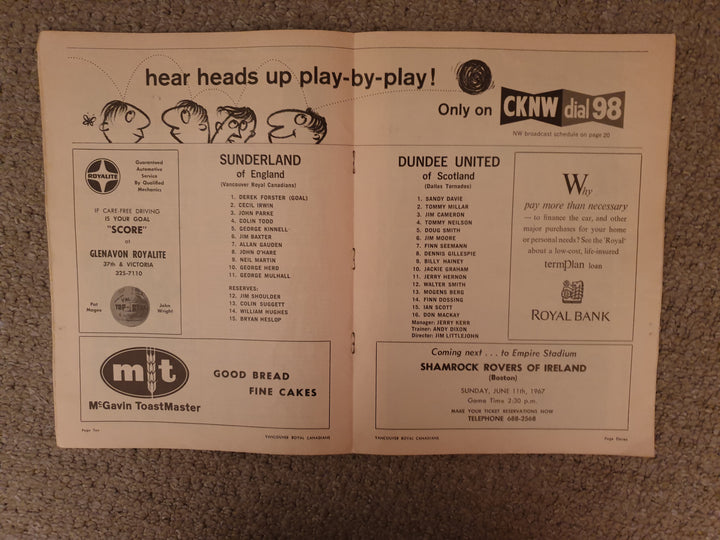 hear heads up play-by-play!
Only on CKNW dial 98
NW broadcast schedule on page 20
ROYALITE
Guaranteed
Automotive
Service
By Qualified
Mechanics
IF CARE-FREE DRIVING
IS YOUR GOAL
"SCORE"
at
GLENAVON ROYALITE
37th & VICTORIA
325-7110
Pat
Magee
John
Wright
SUNDERLAND
of England
(Vancouver Royal Canadians)
1. DEREK FORSTER (GOAL)
2. CECIL IRWIN
3. JOHN PARKE
4. COLIN TODD
5. GEORGE KINNELL
6. JIM BAXTER
7. ALLAN GAUDEN
8. JOHN O'HARE
9. NEIL MARTIN
10. GEORGE HERD
11. GEORGE MULHALL
RESERVES:
12. JIM SHOULDER
13. COLIN SUGGETT
14. WILLIAM HUGHES
15. BRYAN HESLOP
mt
McGavin ToastMaster
GOOD BREAD
FINE CAKES
Page Ten
VANCOUVER ROYAL CANADIANS
DUNDEE UNITED
of Scotland
(Dallas Tornados)
1. SANDY DAVIE
2. TOMMY MILLAR
3. JIM CAMERON
4. TOMMY NEILSON
5. DOUG SMITH
6. JIM MOORE
7. FINN SEEMANN
8. DENNIS GILLESPIE
9. BILLY HAINEY
10. JACKIE GRAHAM
11. JERRY HERNON
12. WALTER SMITH
13. MOGENS BERG
14. FINN DOSSING
15. IAN SCOTT
16. DON MACKAY
Manager: JERRY KERR
Trainer: ANDY DIXON
Director: JIM LITTLEJOHN
Why
pay more than necessary
— to finance the car, and other
major purchases for your home
or personal needs? See the 'Royal'
about a low-cost, life-insured
termplan loan
ROYAL BANK
Coming next . . . to Empire Stadium
SHAMROCK ROVERS OF IRELAND
(Boston)
SUNDAY, JUNE 11th, 1967
Game Time 2:30 p.m.
MAKE YOUR TICKET RESERVATIONS NOW
TELEPHONE 688-2568
VANCOUVER ROYAL CANADIANS
Page Eleven